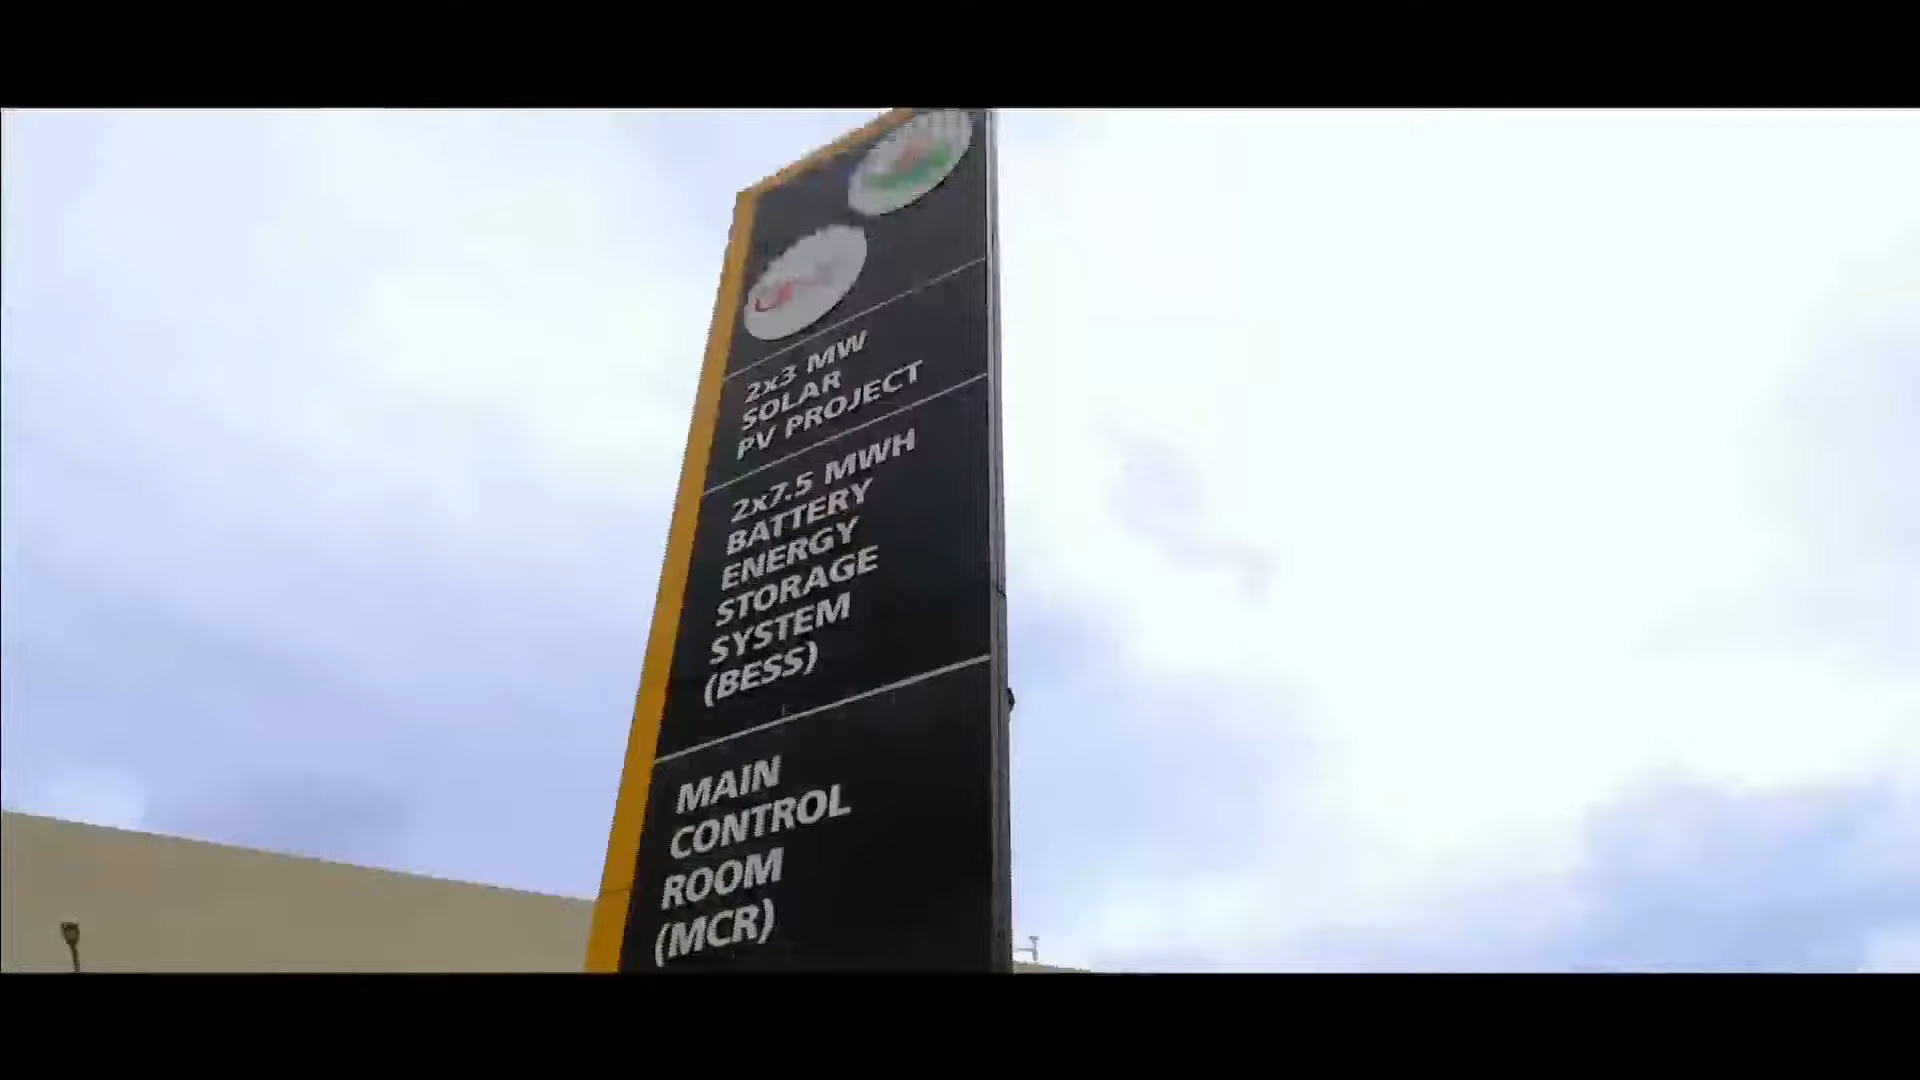 2x3 MW
SOLAR
PV PROJECT
2x7.5 MWH
BATTERY
ENERGY
STORAGE
SYSTEM
(BESS)
MAIN
CONTROL
ROOM
(MCR)